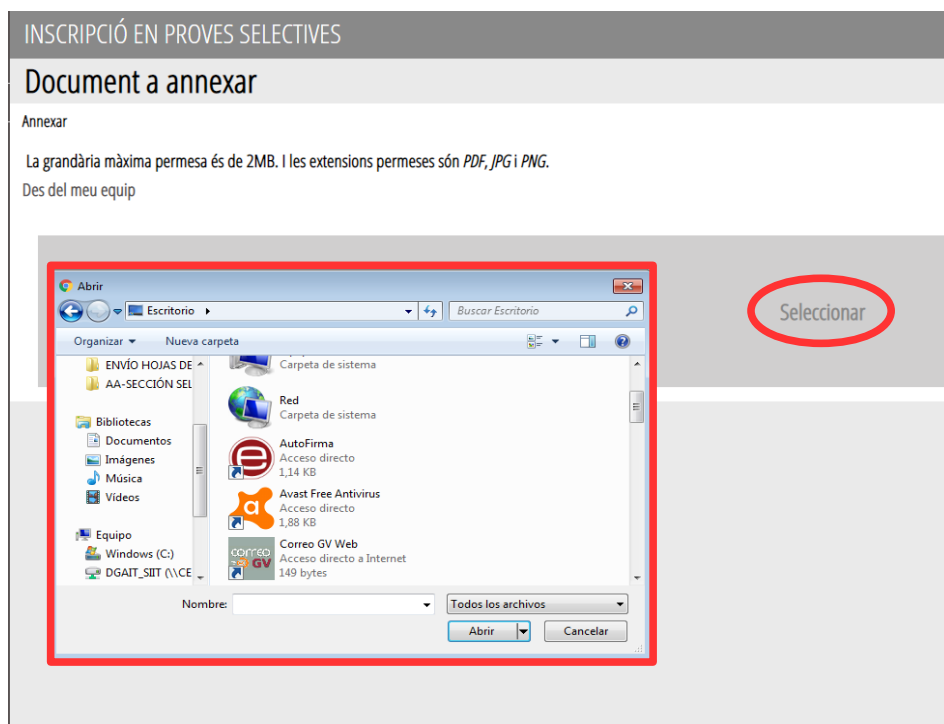 INSCRIPCIÓ EN PROVES SELECTIVES
Document a annexar
Annexar
La grandària màxima permesa és de 2MB. I les extensions permeses són PDF, JPG i PNG.
Des del meu equip
Seleccionar
Abrir
Escritorio
Buscar Escritorio
Organizar
Nueva carpeta
ENVÍO HOJAS DE
AA-SECCIÓN SEL
Bibliotecas
Documentos
Imágenes
Música
Vídeos
Equipo
Windows (C:)
DGAIT_SIIT (\\CE
Carpeta de sistema
Red
Carpeta de sistema
AutoFirma
Acceso directo
1,14 KB
Avast Free Antivirus
Acceso directo
1,88 KB
correo
GV
Correo GV Web
Acceso directo a Internet
149 bytes
Nombre:
Todos los archivos
Abrir
Cancelar